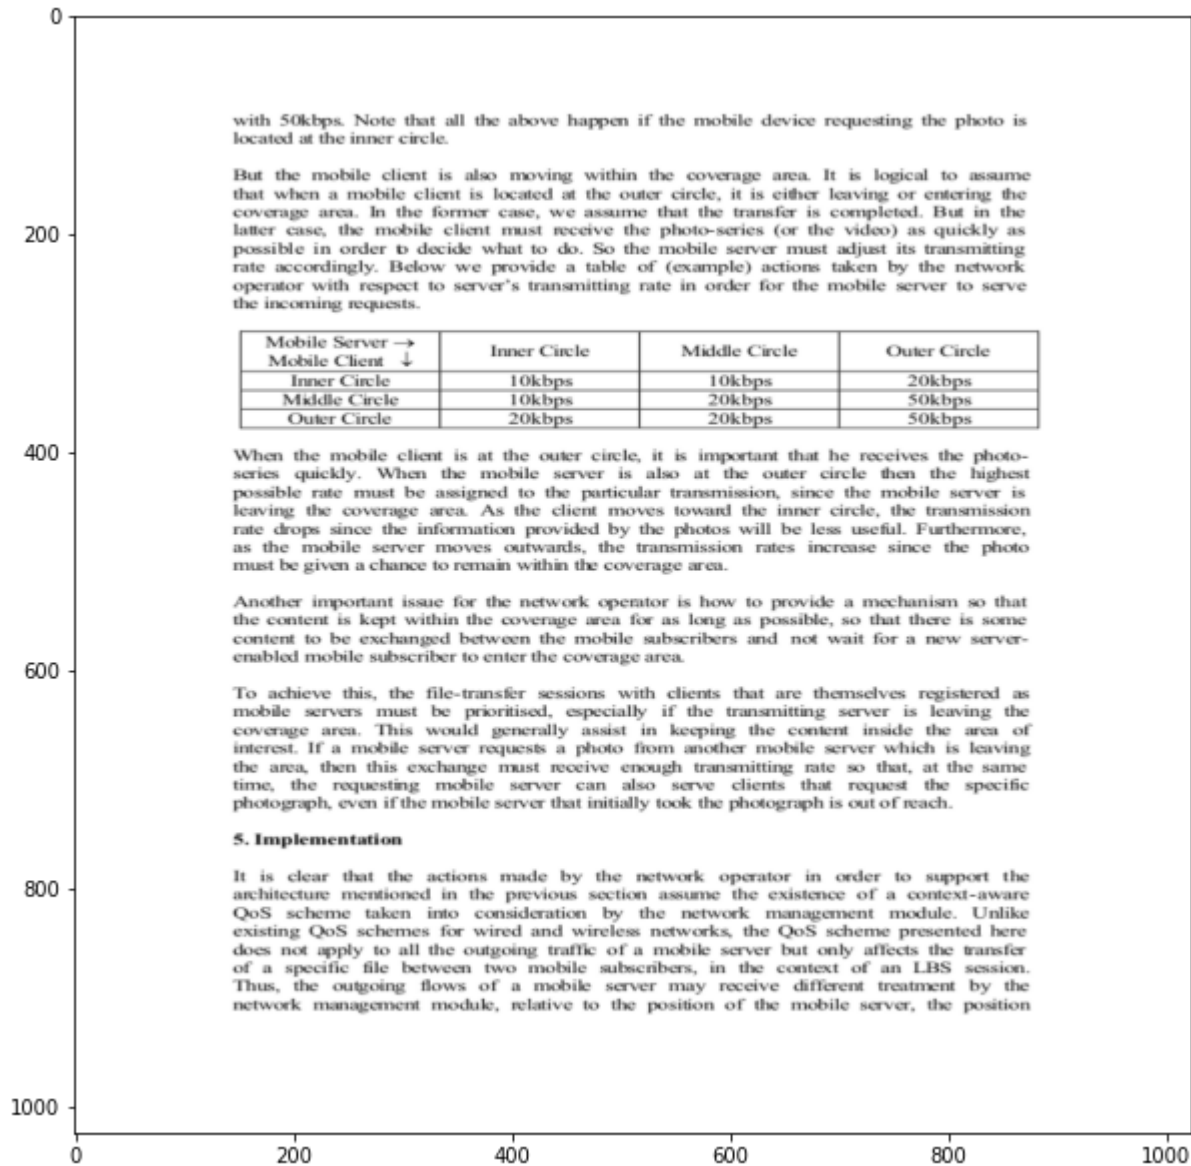 0
200
400
600
800
1000
0 200 400 600 800 1000
with 50kbps. Note that all the above happen if the mobile device requesting the photo is
located at the inner circle.
But the mobile client is also moving within the coverage area. It is logical to assume
that when a mobile client is located at the outer circle, it is either leaving or entering the
coverage area. In the former case, we assume that the transfer is completed. But in the
latter case, the mobile client must receive the photo-series (or the video) as quickly as
possible in order to decide what to do. So the mobile server must adjust its transmitting
rate accordingly. Below we provide a table of (example) actions taken by the network
operator with respect to server's transmitting rate in order for the mobile server to serve
the incoming requests.
Mobile Server →
Mobile Client ↓
Inner Circle Middle Circle Outer Circle
Inner Circle 10kbps 10kbps 20kbps
Middle Circle 10kbps 20kbps 50kbps
Outer Circle 20kbps 20kbps 50kbps
When the mobile client is at the outer circle, it is important that he receives the photo-
series quickly. When the mobile server is also at the outer circle then the highest
possible rate must be assigned to the particular transmission, since the mobile server is
leaving the coverage area. As the client moves toward the inner circle, the transmission
rate drops since the information provided by the photos will be less useful. Furthermore,
as the mobile server moves outwards, the transmission rates increase since the photo
must be given a chance to remain within the coverage area.
Another important issue for the network operator is how to provide a mechanism so that
the content is kept within the coverage area for as long as possible, so that there is some
content to be exchanged between the mobile subscribers and not wait for a new server-
enabled mobile subscriber to enter the coverage area.
To achieve this, the file-transfer sessions with clients that are themselves registered as
mobile servers must be prioritised, especially if the transmitting server is leaving the
coverage area. This would generally assist in keeping the content inside the area of
interest. If a mobile server requests a photo from another mobile server which is leaving
the area, then this exchange must receive enough transmitting rate so that, at the same
time, the requesting mobile server can also serve clients that request the specific
photograph, even if the mobile server that initially took the photograph is out of reach.
5. Implementation
It is clear that the actions made by the network operator in order to support the
architecture mentioned in the previous section assume the existence of a context-aware
QoS scheme taken into consideration by the network management module. Unlike
existing QoS schemes for wired and wireless networks, the QoS scheme presented here
does not apply to all the outgoing traffic of a mobile server but only affects the transfer
of a specific file between two mobile subscribers, in the context of an LBS session.
Thus, the outgoing flows of a mobile server may receive different treatment by the
network management module, relative to the position of the mobile server, the position